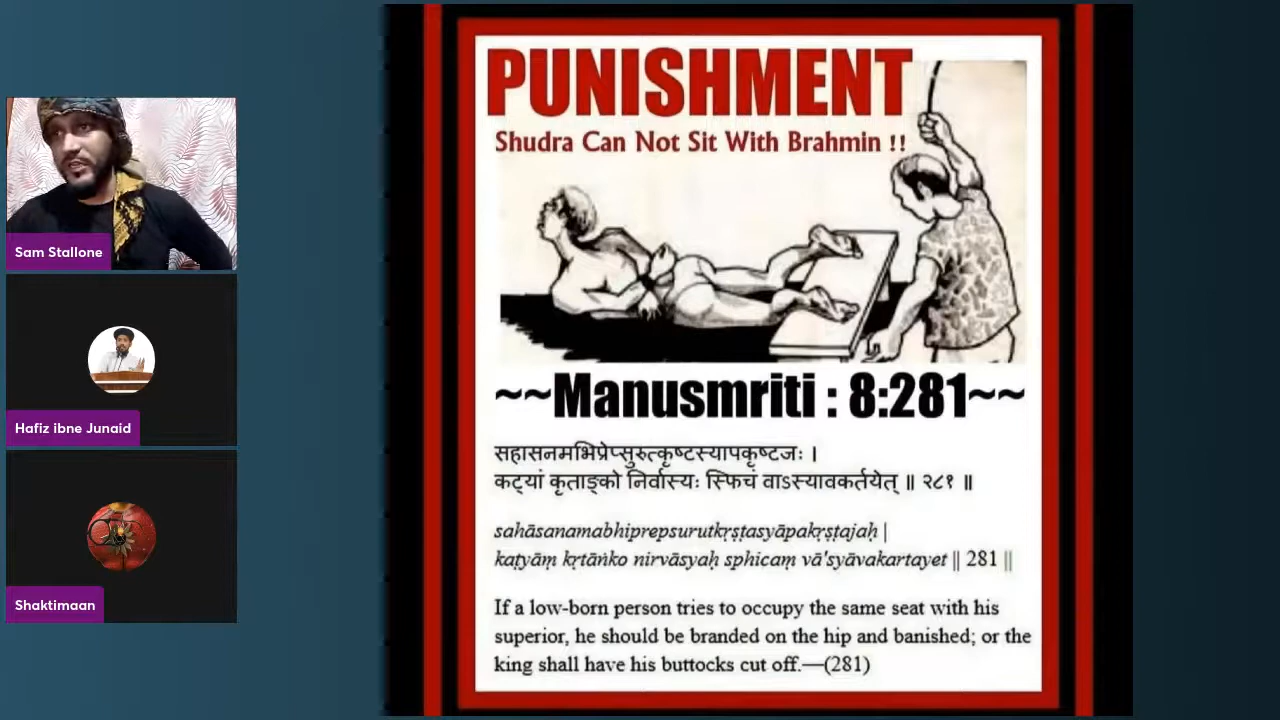 Sam Stallone
Hafiz ibne Junaid
Shaktimaan
PUNISHMENT
Shudra Can Not Sit With Brahmin !!
~~Manusmriti : 8:281~~
सहासनमभिप्रेप्सुरुत्कृष्टस्यापकृष्टजः ।
कट्यां कृताङ्को निर्वास्यः स्फिचं वाऽस्यावकर्तयेत् ॥ २८१ ॥
sahāsanamabhiprepsurutkṛṣṭasyāpakṛṣṭajaḥ |
kaṭyāṃ kṛtāṅko nirvāsyaḥ sphicaṃ vā'syāvakartayet || 281 ||
If a low-born person tries to occupy the same seat with his
superior, he should be branded on the hip and banished; or the
king shall have his buttocks cut off.—(281)